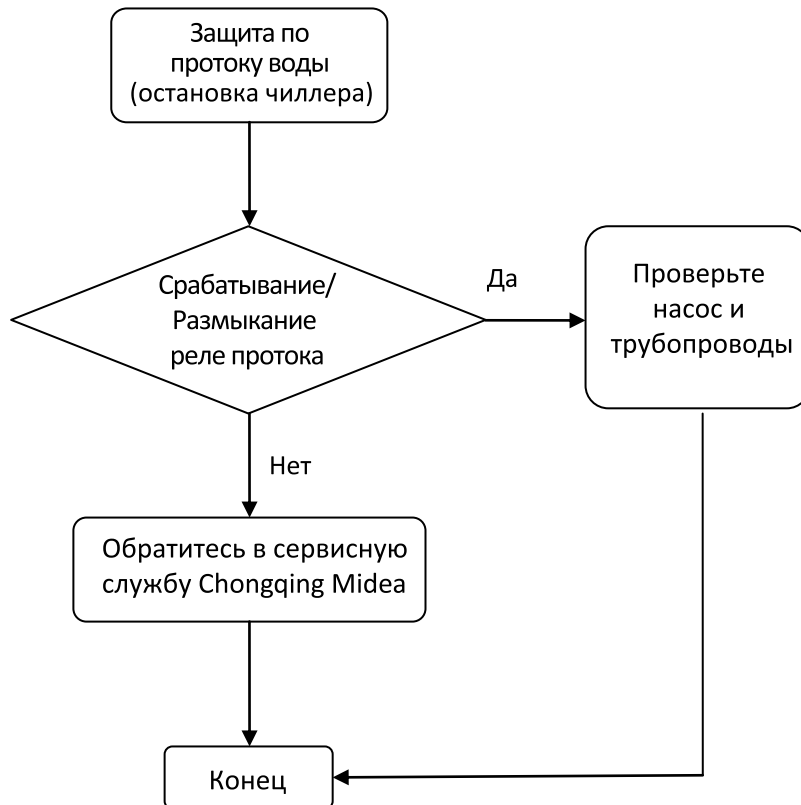 Защита по
протоку воды
(остановка чиллера)
Срабатывание/
Размыкание
реле протока
Да
Проверьте
насос и
трубопроводы
Нет
Обратитесь в сервисную
службу Chongqing Midea
Конец